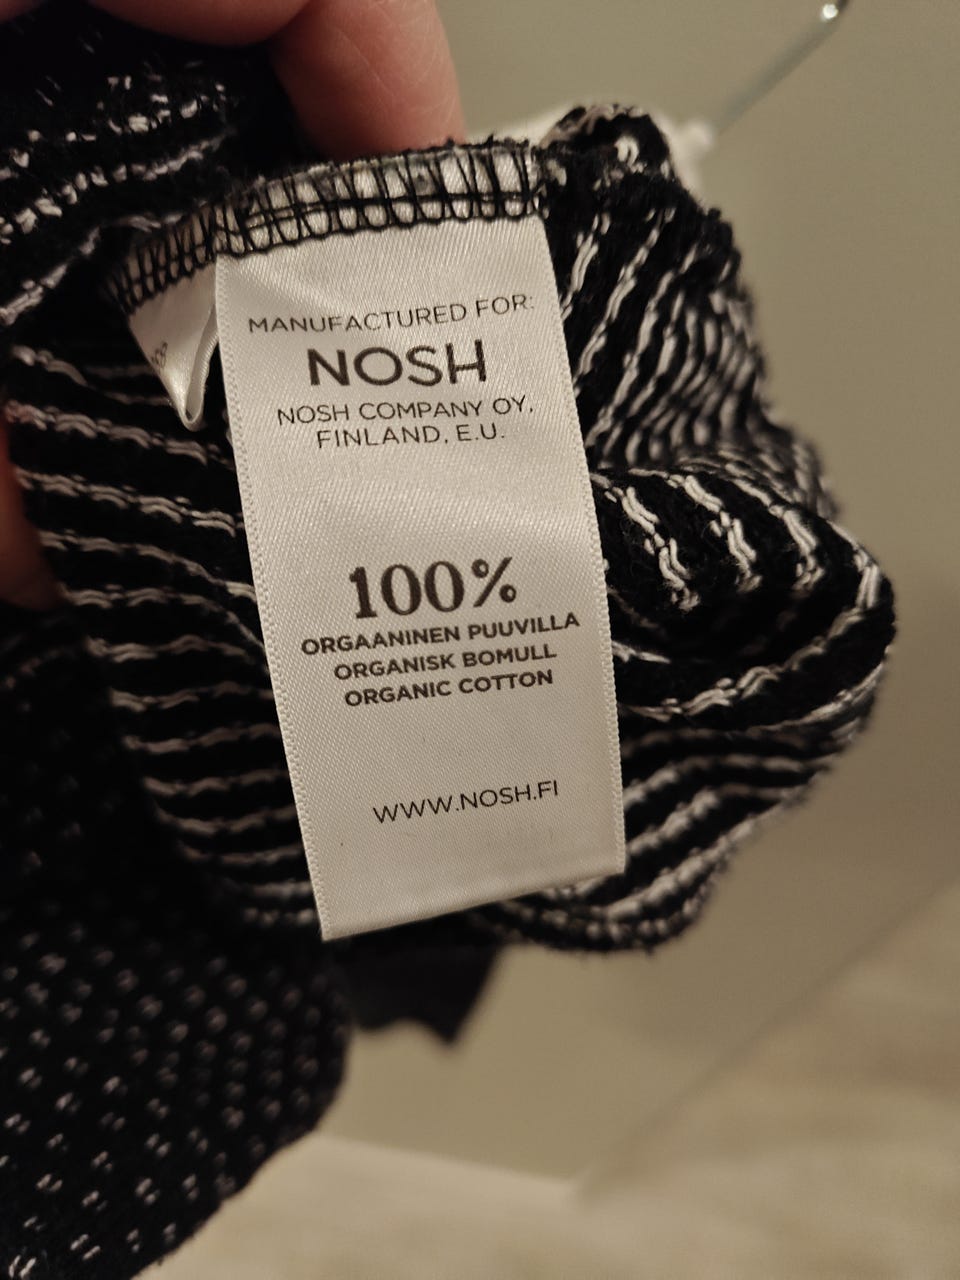 MANUFACTURED FOR:
NOSH
NOSH COMPANY OY,
FINLAND, E.U.
100%
ORGAANINEN PUUVILLA
ORGANISK BOMULL
ORGANIC COTTON
WWW.NOSH.FI